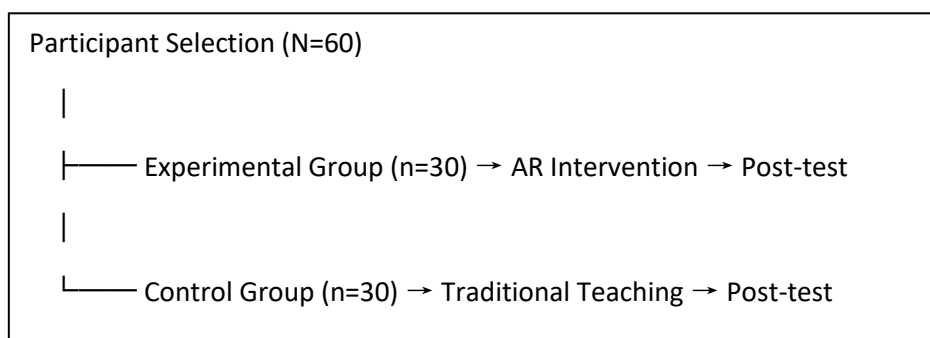 Participant Selection (N=60)
│
├─── Experimental Group (n=30) → AR Intervention → Post-test
│
└─── Control Group (n=30) → Traditional Teaching → Post-test